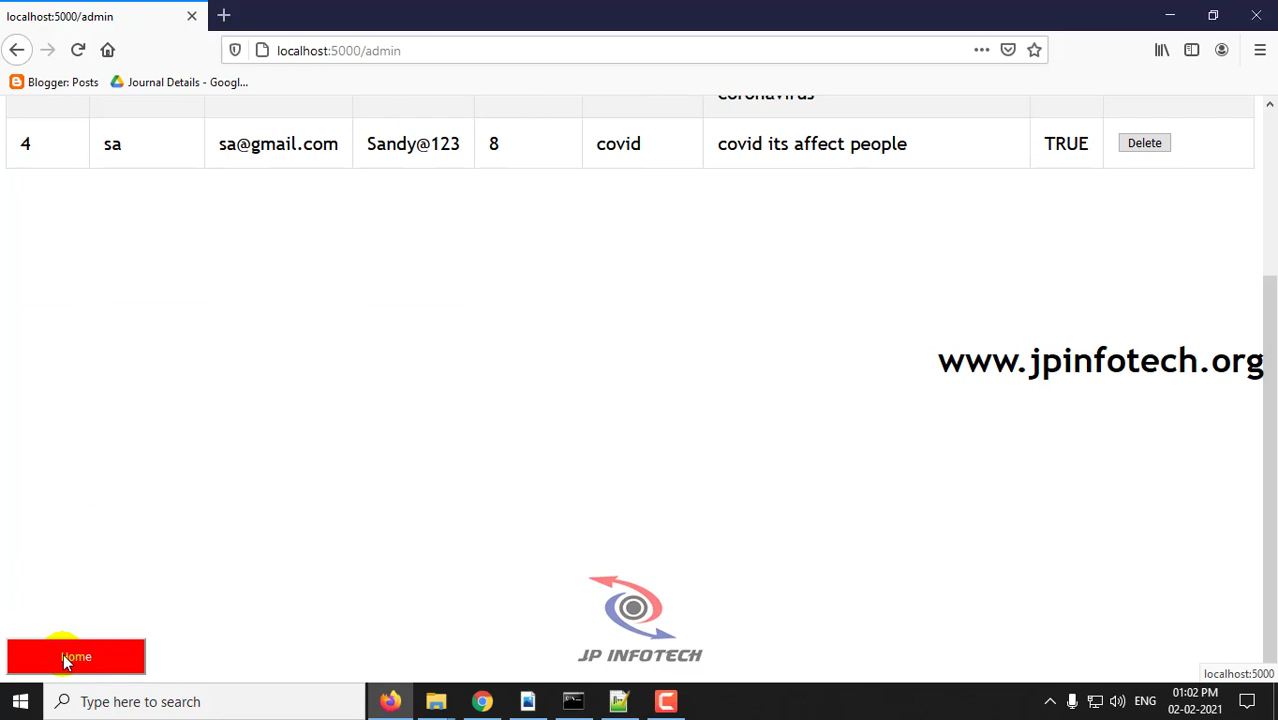 localhost:5000/admin
localhost:5000/admin
Blogger: Posts
Journal Details - Googl...
coronavirus
4 sa sa@gmail.com Sandy@123 8 covid covid its affect people TRUE Delete
www.jpinfotech.org
JP INFOTECH
Home
localhost:5000
Type here to search
ENG
01:02 PM
02-02-2021